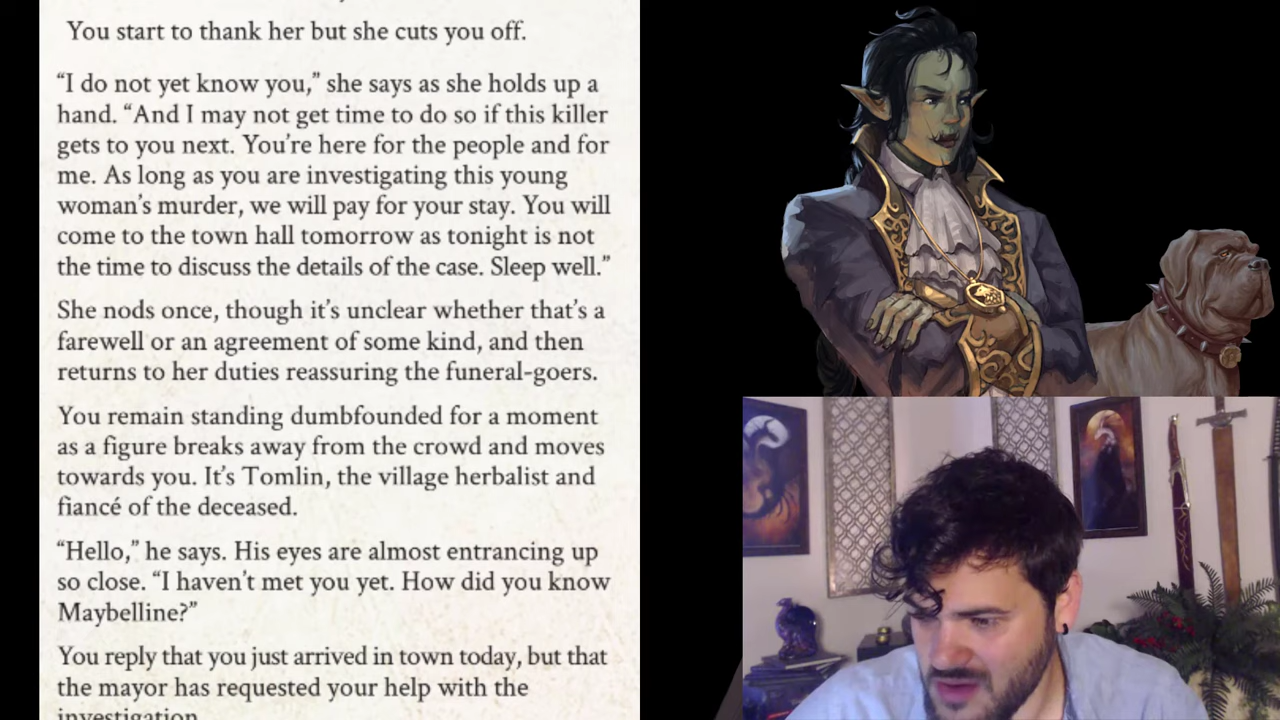 You start to thank her but she cuts you off.
“I do not yet know you,” she says as she holds up a
hand. “And I may not get time to do so if this killer
gets to you next. You’re here for the people and for
me. As long as you are investigating this young
woman’s murder, we will pay for your stay. You will
come to the town hall tomorrow as tonight is not
the time to discuss the details of the case. Sleep well.”
She nods once, though it’s unclear whether that’s a
farewell or an agreement of some kind, and then
returns to her duties reassuring the funeral-goers.
You remain standing dumbfounded for a moment
as a figure breaks away from the crowd and moves
towards you. It’s Tomlin, the village herbalist and
fiancé of the deceased.
“Hello,” he says. His eyes are almost entrancing up
so close. “I haven’t met you yet. How did you know
Maybelline?”
You reply that you just arrived in town today, but that
the mayor has requested your help with the
investigation